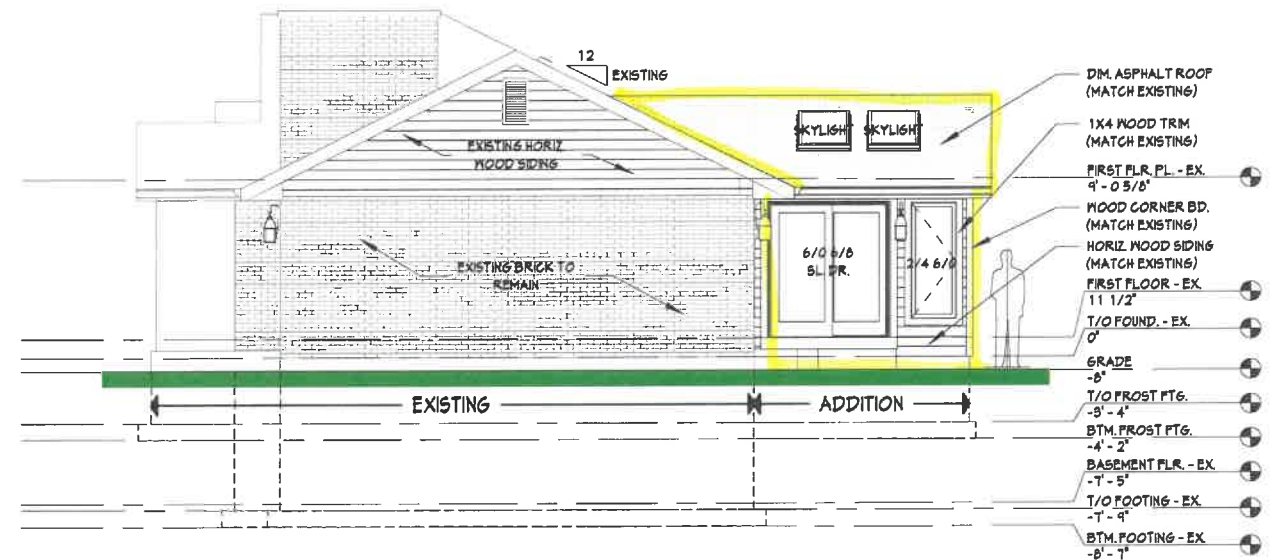 12
EXISTING
DIM. ASPHALT ROOF
(MATCH EXISTING)
SKYLIGHT SKYLIGHT
1X4 WOOD TRIM
(MATCH EXISTING)
EXISTING HORIZ
WOOD SIDING
FIRST FLR. PL. - EX.
9' - 0 5/8"
WOOD CORNER BD.
(MATCH EXISTING)
HORIZ WOOD SIDING
(MATCH EXISTING)
6/0 6/8
SL. DR.
2/4 6/0
EXISTING BRICK TO
REMAIN
FIRST FLOOR - EX.
11 1/2"
T/O FOUND. - EX.
0"
GRADE
-8"
EXISTING
ADDITION
T/O FROST FTG.
-3' - 4"
BTM. FROST FTG.
-4' - 2"
BASEMENT FLR. - EX.
-7' - 5"
T/O FOOTING - EX.
-7' - 9"
BTM. FOOTING - EX.
-8' - 7"